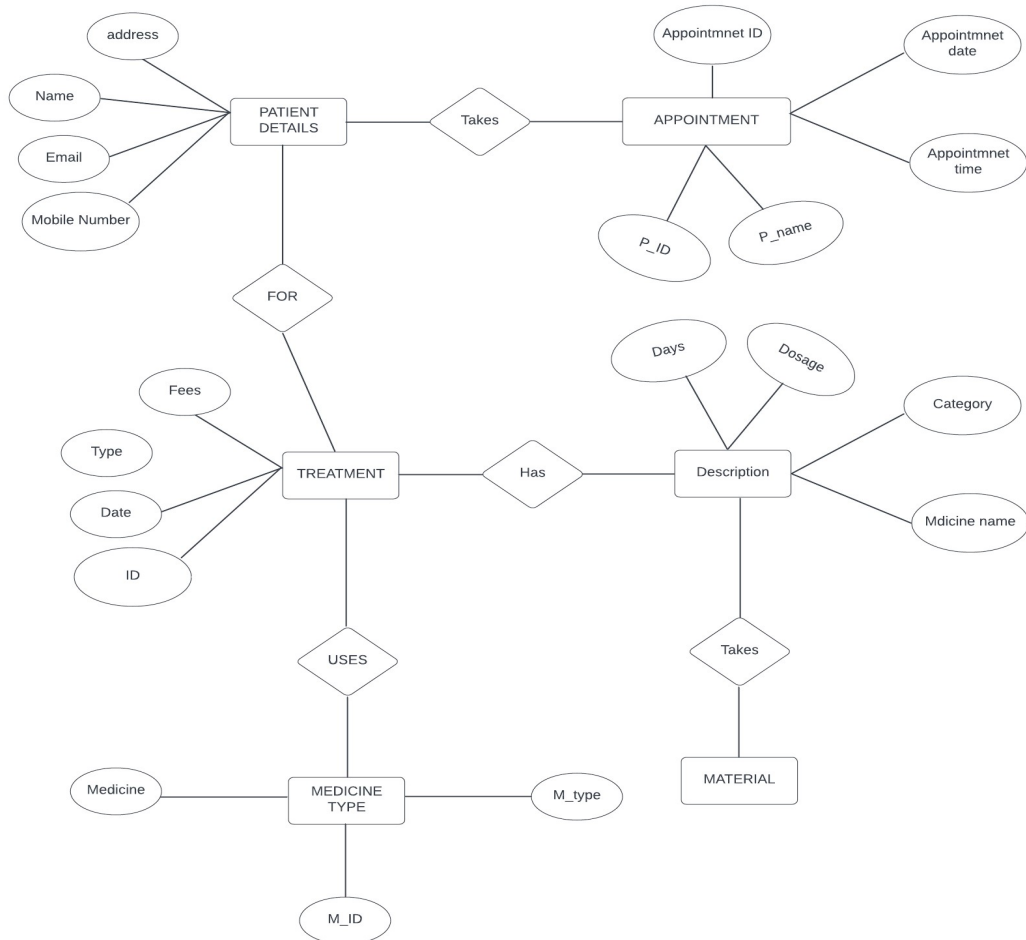 address
Appointmnet ID
Appointmnet
date
Name
PATIENT
DETAILS
Takes
APPOINTMENT
Email
Appointmnet
time
Mobile Number
P_ID
P_name
FOR
Days
Dosage
Fees
Category
Type
TREATMENT
Has
Description
Date
Mdicine name
ID
USES
Takes
Medicine
MEDICINE
TYPE
M_type
MATERIAL
M_ID